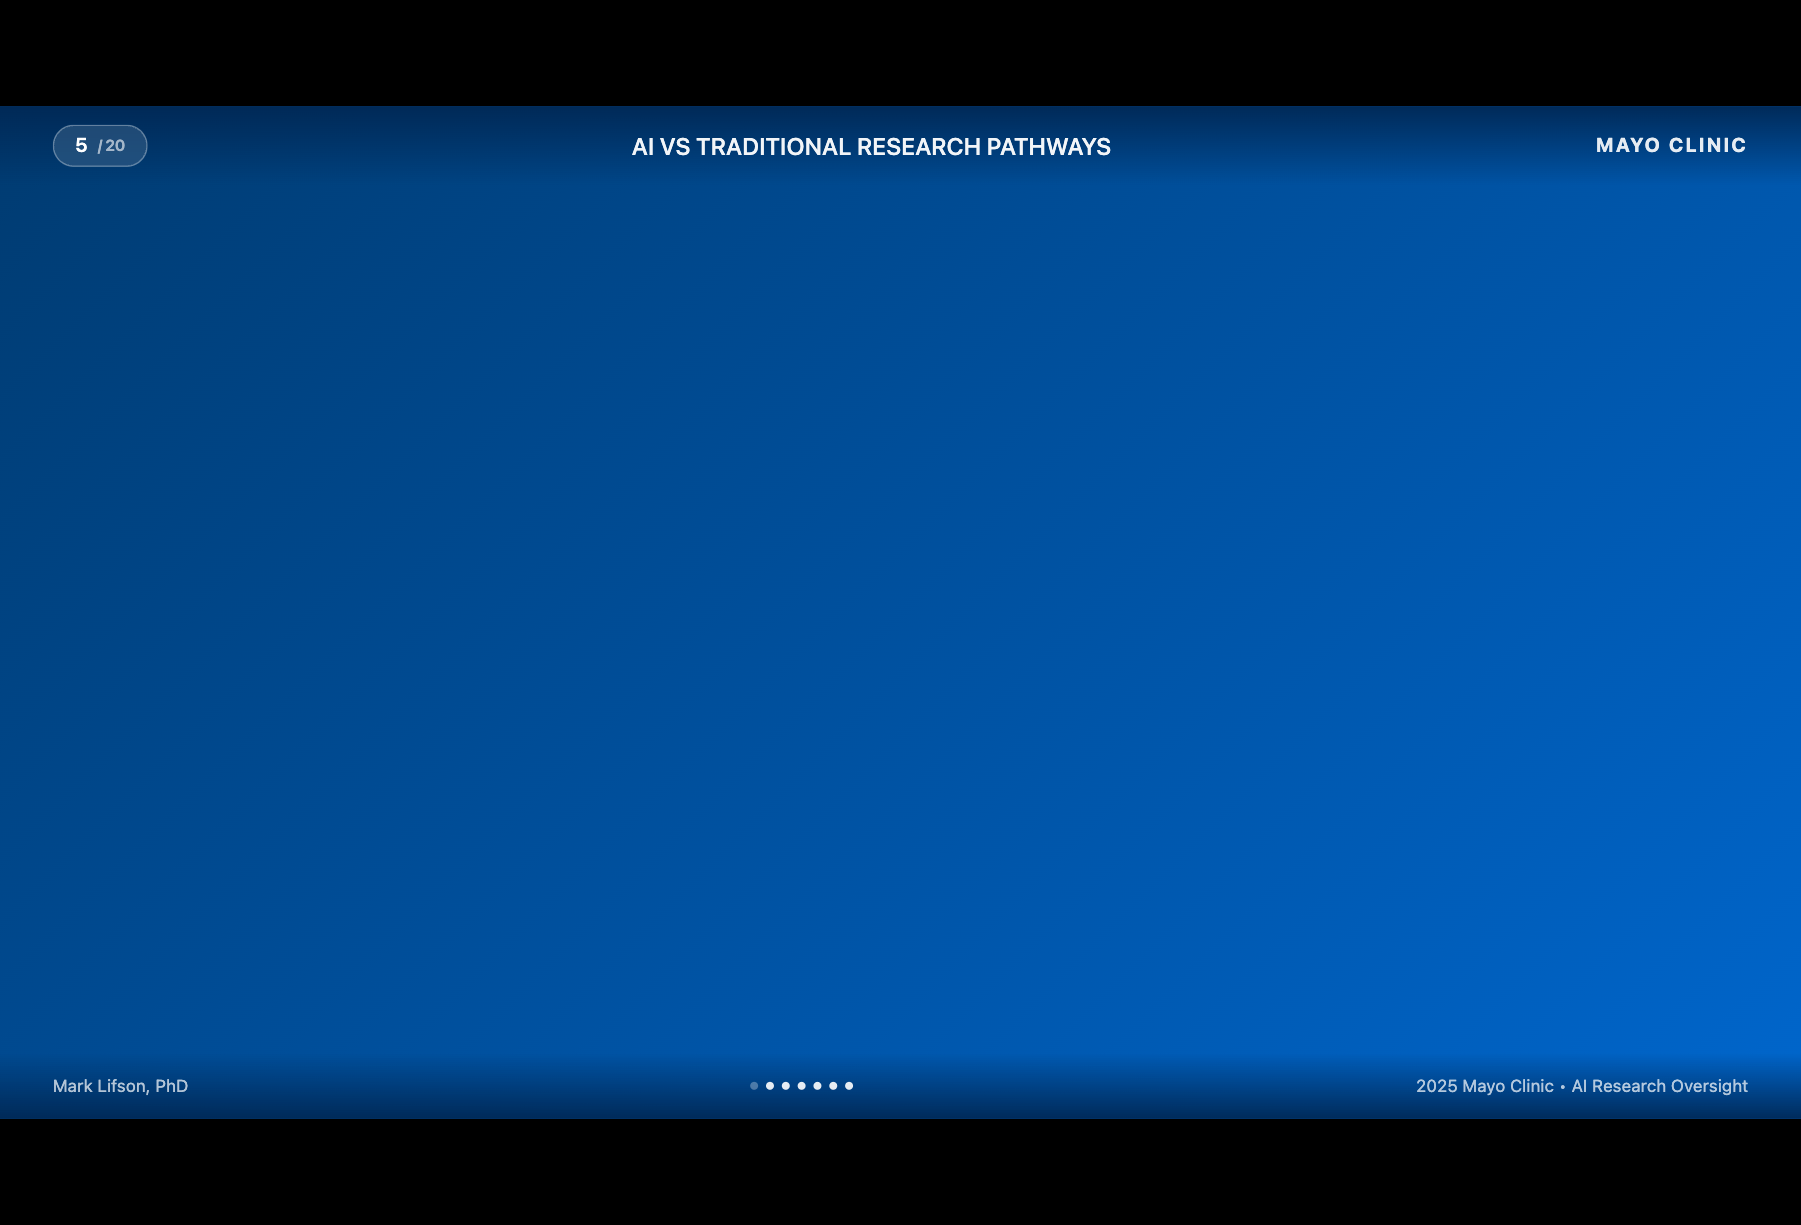 5 /20
AI VS TRADITIONAL RESEARCH PATHWAYS
MAYO CLINIC
Mark Lifson, PhD
2025 Mayo Clinic • AI Research Oversight